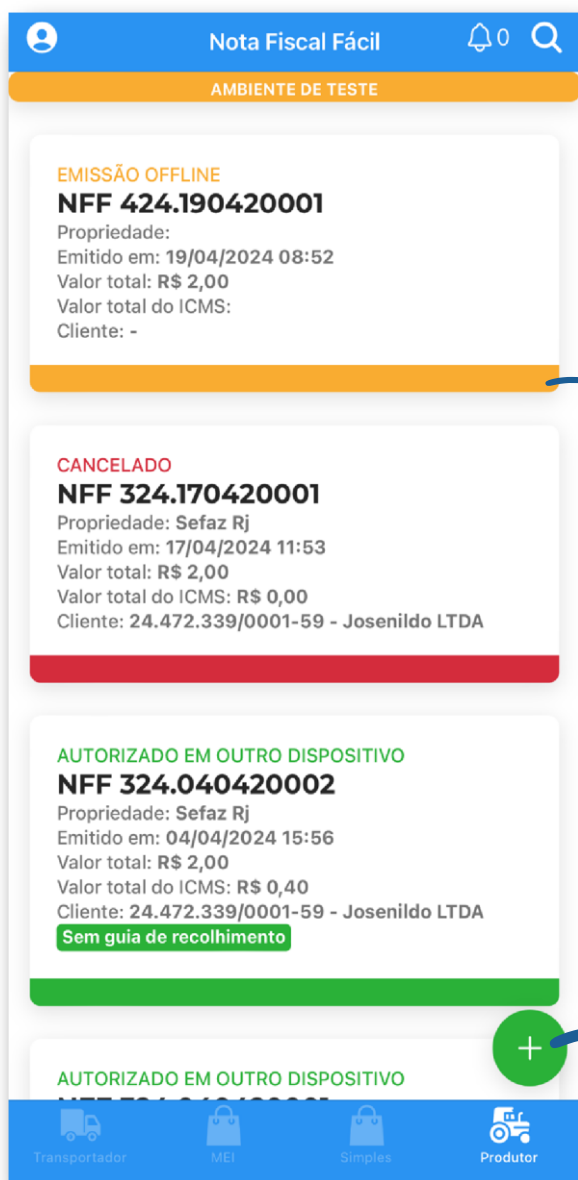 Nota Fiscal Fácil
0
AMBIENTE DE TESTE
EMISSÃO OFFLINE
NFF 424.190420001
Propriedade:
Emitido em: 19/04/2024 08:52
Valor total: R$ 2,00
Valor total do ICMS:
Cliente: -
CANCELADO
NFF 324.170420001
Propriedade: Sefaz Rj
Emitido em: 17/04/2024 11:53
Valor total: R$ 2,00
Valor total do ICMS: R$ 0,00
Cliente: 24.472.339/0001-59 - Josenildo LTDA
AUTORIZADO EM OUTRO DISPOSITIVO
NFF 324.040420002
Propriedade: Sefaz Rj
Emitido em: 04/04/2024 15:56
Valor total: R$ 2,00
Valor total do ICMS: R$ 0,40
Cliente: 24.472.339/0001-59 - Josenildo LTDA
Sem guia de recolhimento
+
AUTORIZADO EM OUTRO DISPOSITIVO
Transportador MEI Simples Produtor